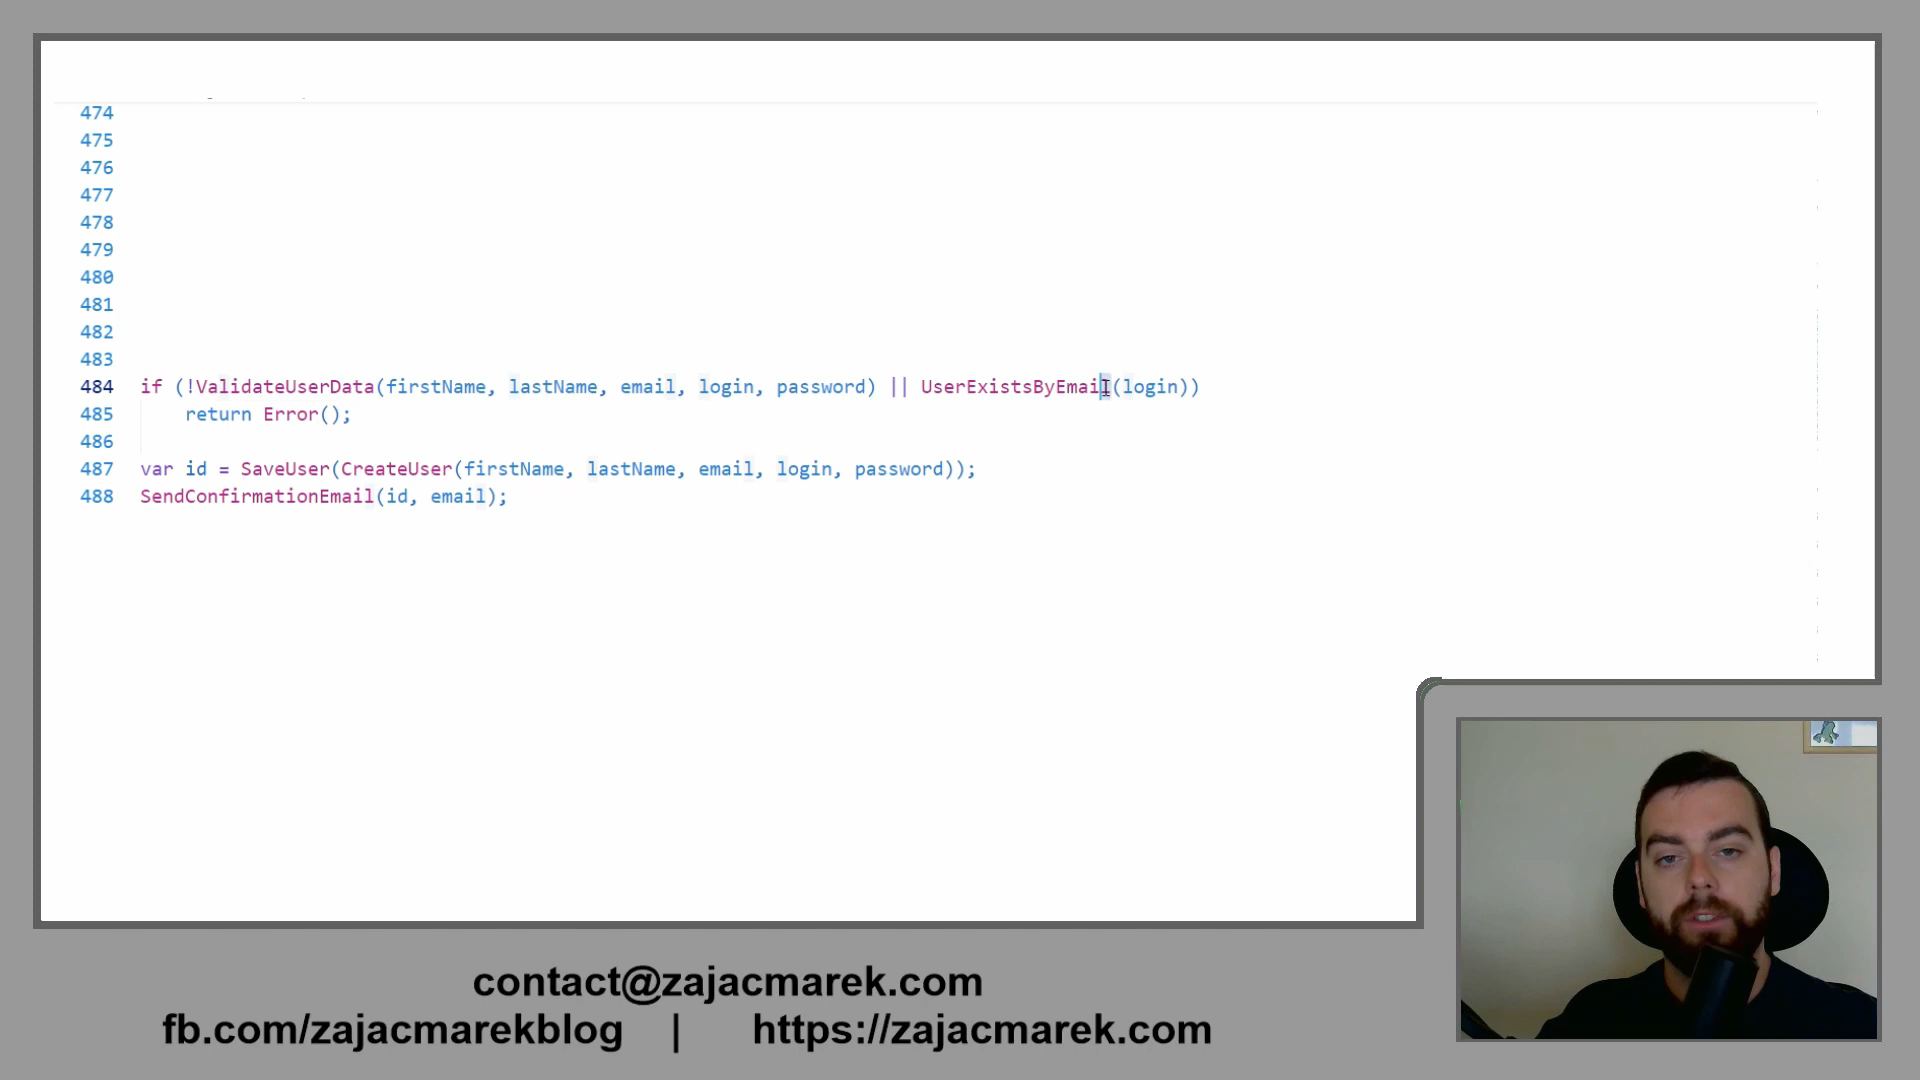 474
475
476
477
478
479
480
481
482
483
484 if (!ValidateUserData(firstName, lastName, email, login, password) || UserExistsByEmail(login))
485 return Error();
486
487 var id = SaveUser(CreateUser(firstName, lastName, email, login, password));
488 SendConfirmationEmail(id, email);
contact@zajacmarek.com
fb.com/zajacmarekblog | https://zajacmarek.com